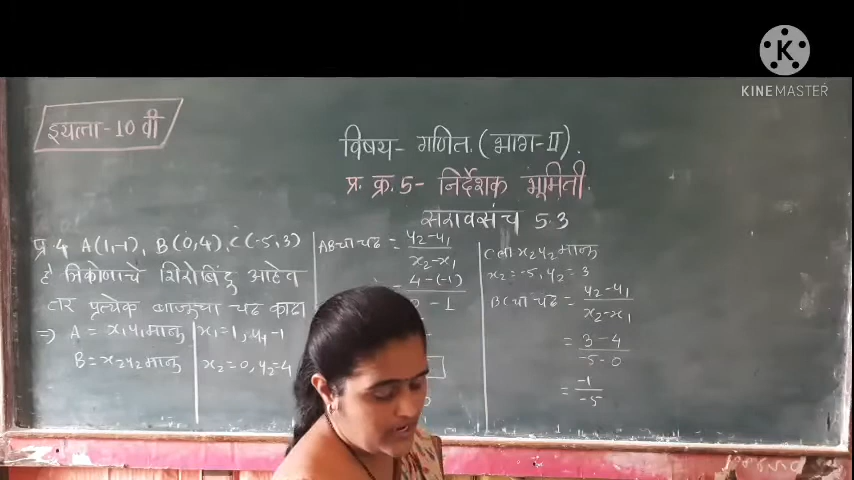 KINEMASTER
इयत्ता-10 वी
विषय- गणित. (भाग-II).
प्र. क्र. 5- निर्देशक भूमिती.
सरावसंच 5.3
प्र.4 A(1,-1), B(0,4), C(-5,3)
हे त्रिकोणाचे शिरोबिंदू आहेत
तर प्रत्येक बाजूचा चढ काढा
⇒ A = x₁y₁मानू x₁=1, y₁-1
B=x₂y₂मानू x₂=0, y₂=4
ABचा चढ = y₂-y₁ / x₂-x₁
= 4-(-1) / 0-1
C ला x₂y₂ मानू
x₂=-5, y₂=3
BC चा चढ = y₂-y₁ / x₂-x₁
= 3-4 / -5-0
= -1 / -5